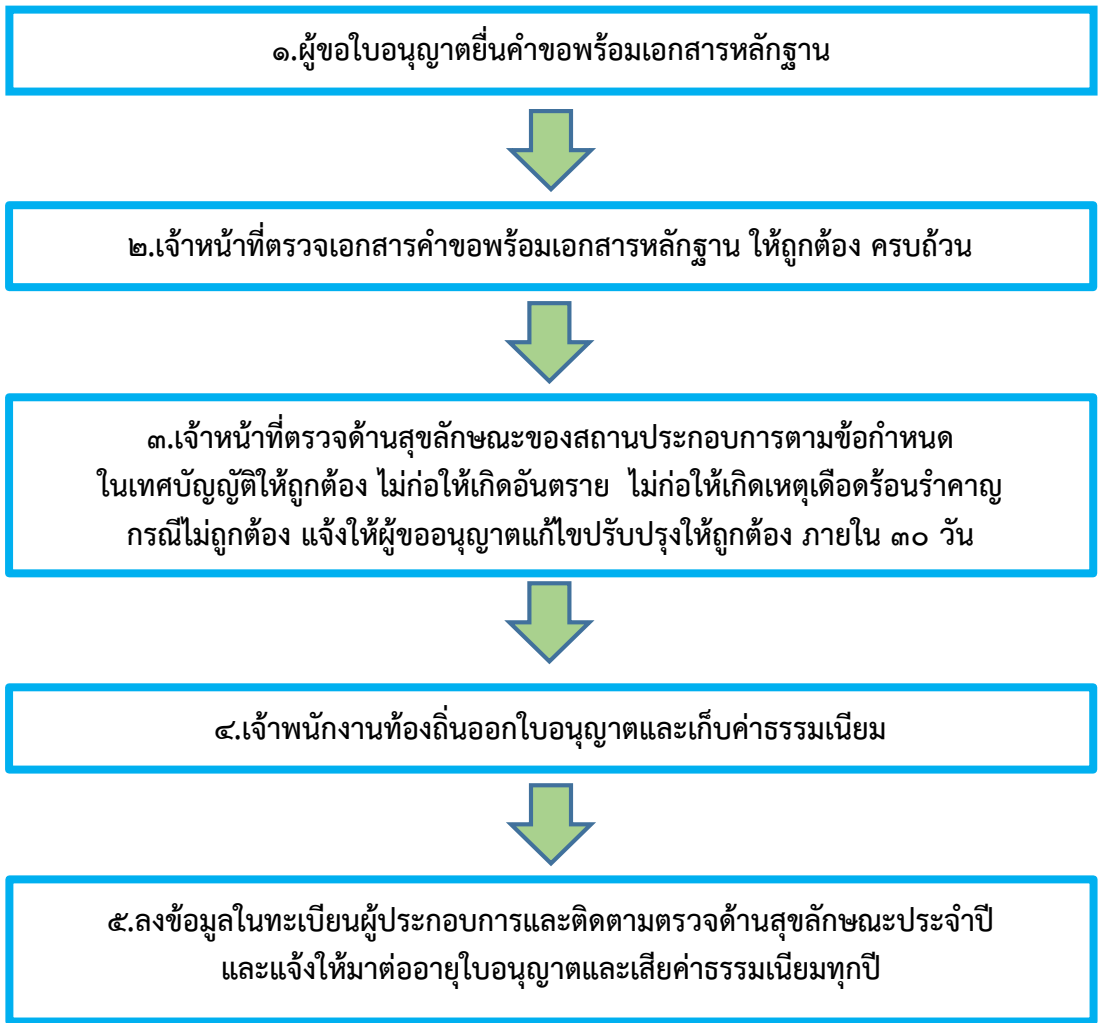 ๑.ผู้ขอใบอนุญาตยื่นคำขอพร้อมเอกสารหลักฐาน
๒.เจ้าหน้าที่ตรวจเอกสารคำขอพร้อมเอกสารหลักฐาน ให้ถูกต้อง ครบถ้วน
๓.เจ้าหน้าที่ตรวจด้านสุขลักษณะของสถานประกอบการตามข้อกำหนด
ในเทศบัญญัติให้ถูกต้อง ไม่ก่อให้เกิดอันตราย ไม่ก่อให้เกิดเหตุเดือดร้อนรำคาญ
กรณีไม่ถูกต้อง แจ้งให้ผู้ขออนุญาตแก้ไขปรับปรุงให้ถูกต้อง ภายใน ๓๐ วัน
๔.เจ้าพนักงานท้องถิ่นออกใบอนุญาตและเก็บค่าธรรมเนียม
๕.ลงข้อมูลในทะเบียนผู้ประกอบการและติดตามตรวจด้านสุขลักษณะประจำปี
และแจ้งให้มาต่ออายุใบอนุญาตและเสียค่าธรรมเนียมทุกปี